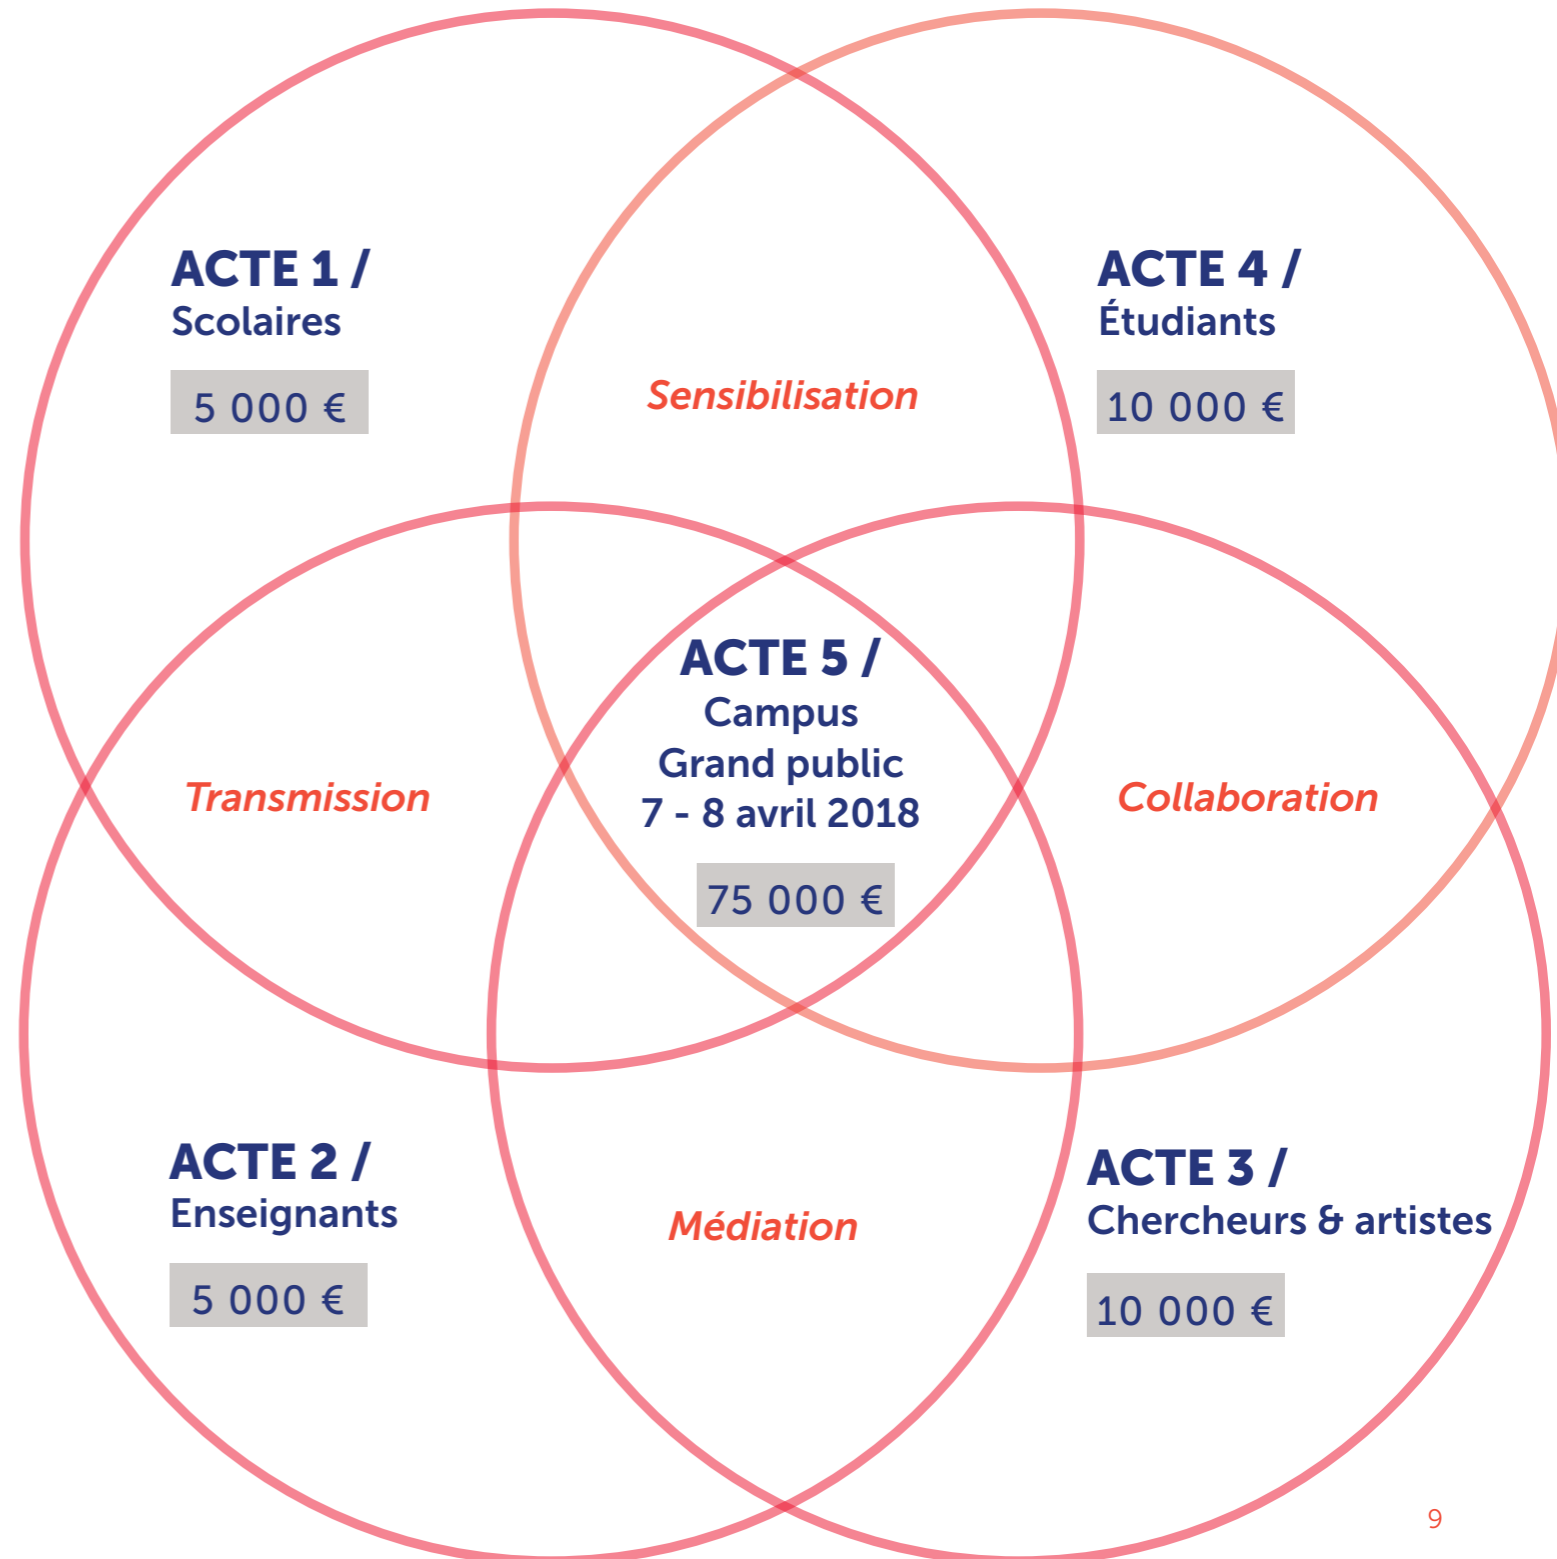 ACTE 1 /
Scolaires
5 000 €
ACTE 4 /
Étudiants
10 000 €
Sensibilisation
ACTE 5 /
Campus
Grand public
7 - 8 avril 2018
75 000 €
Transmission
Collaboration
ACTE 2 /
Enseignants
5 000 €
Médiation
ACTE 3 /
Chercheurs & artistes
10 000 €
9